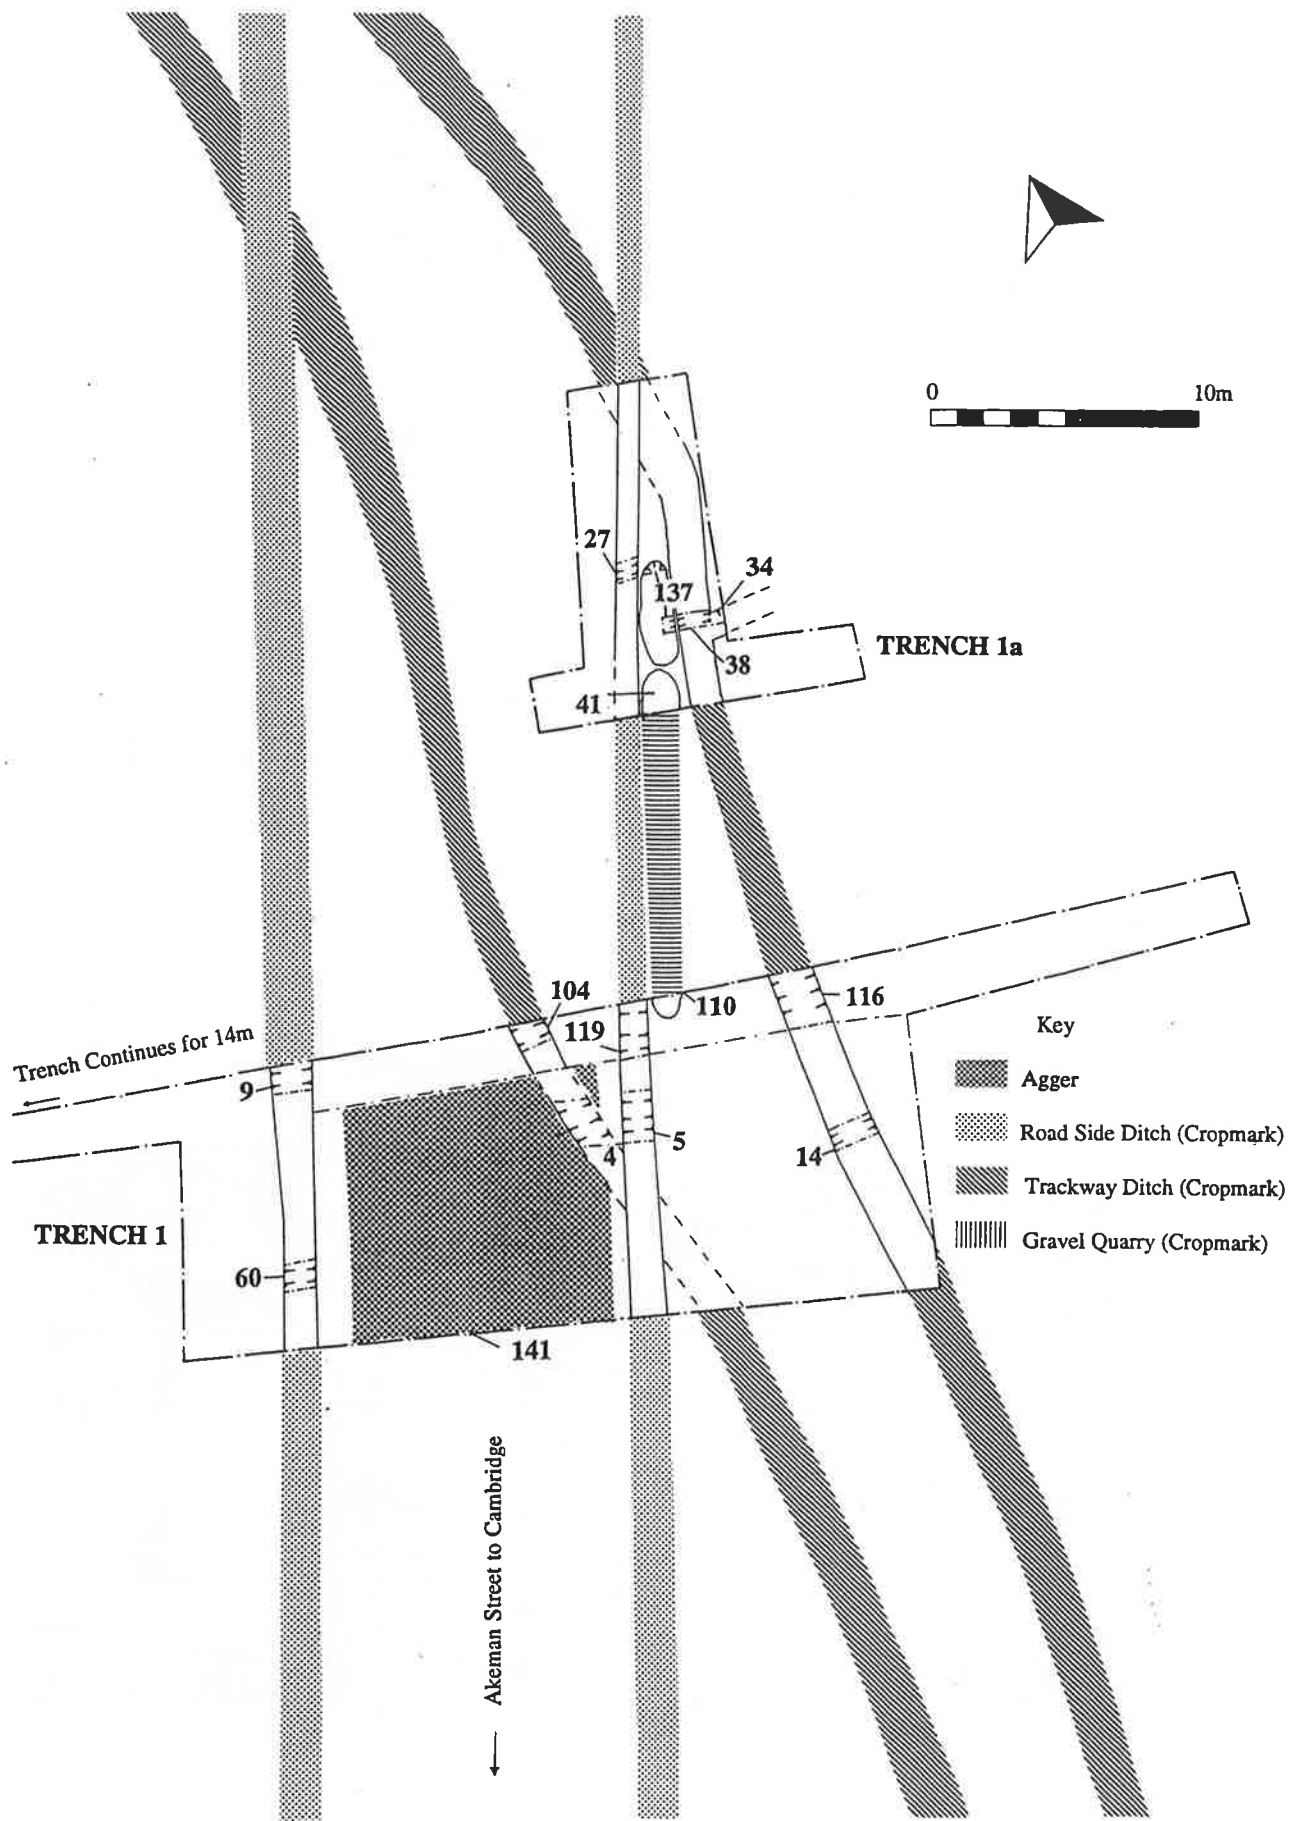 0 10m
27
34
137
TRENCH 1a
38
41
104
116
110
119
Key
Trench Continues for 14m
9
Agger
Road Side Ditch (Cropmark)
5
4
14
Trackway Ditch (Cropmark)
TRENCH 1
Gravel Quarry (Cropmark)
60
141
Akeman Street to Cambridge